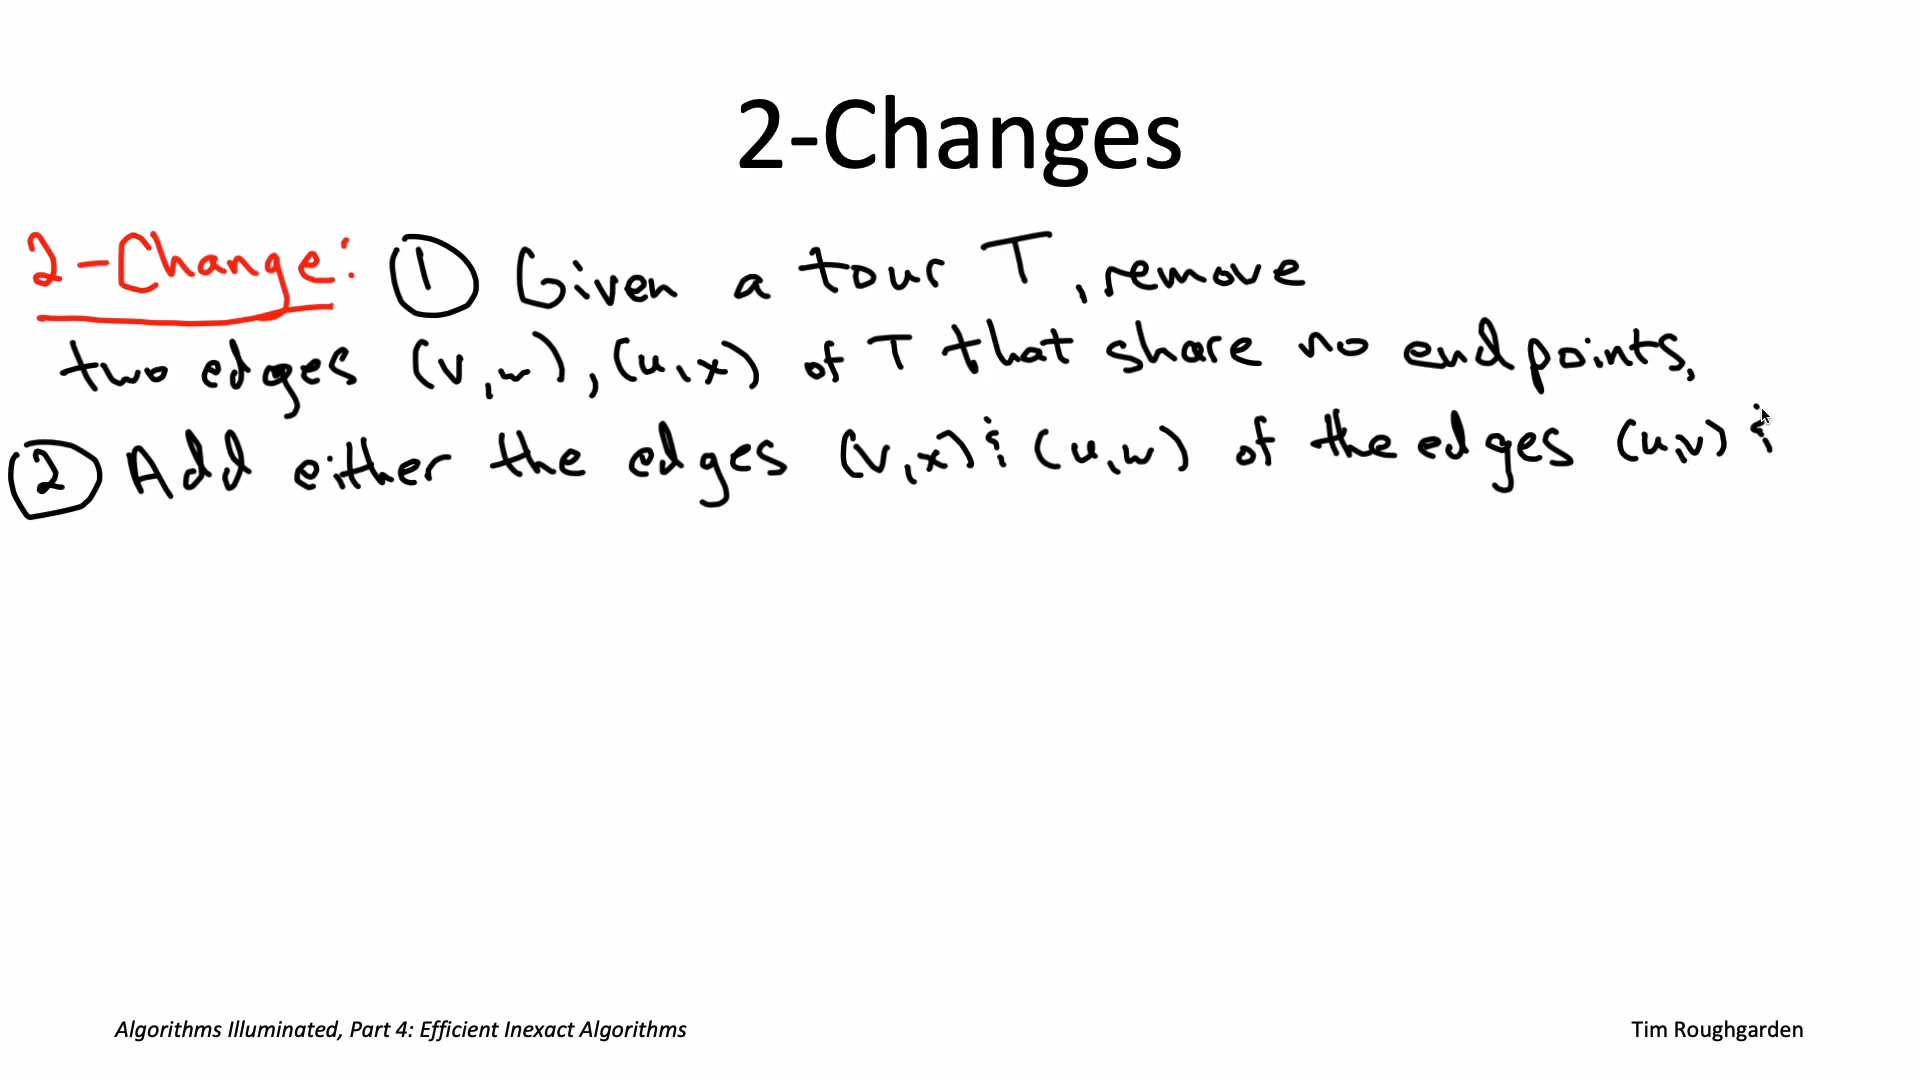 2-Changes
2-Change: ① Given a tour T, remove
two edges (v,w), (u,x) of T that share no endpoints.
② Add either the edges (v,x) & (u,w) of the edges (u,v) &
Algorithms Illuminated, Part 4: Efficient Inexact Algorithms
Tim Roughgarden